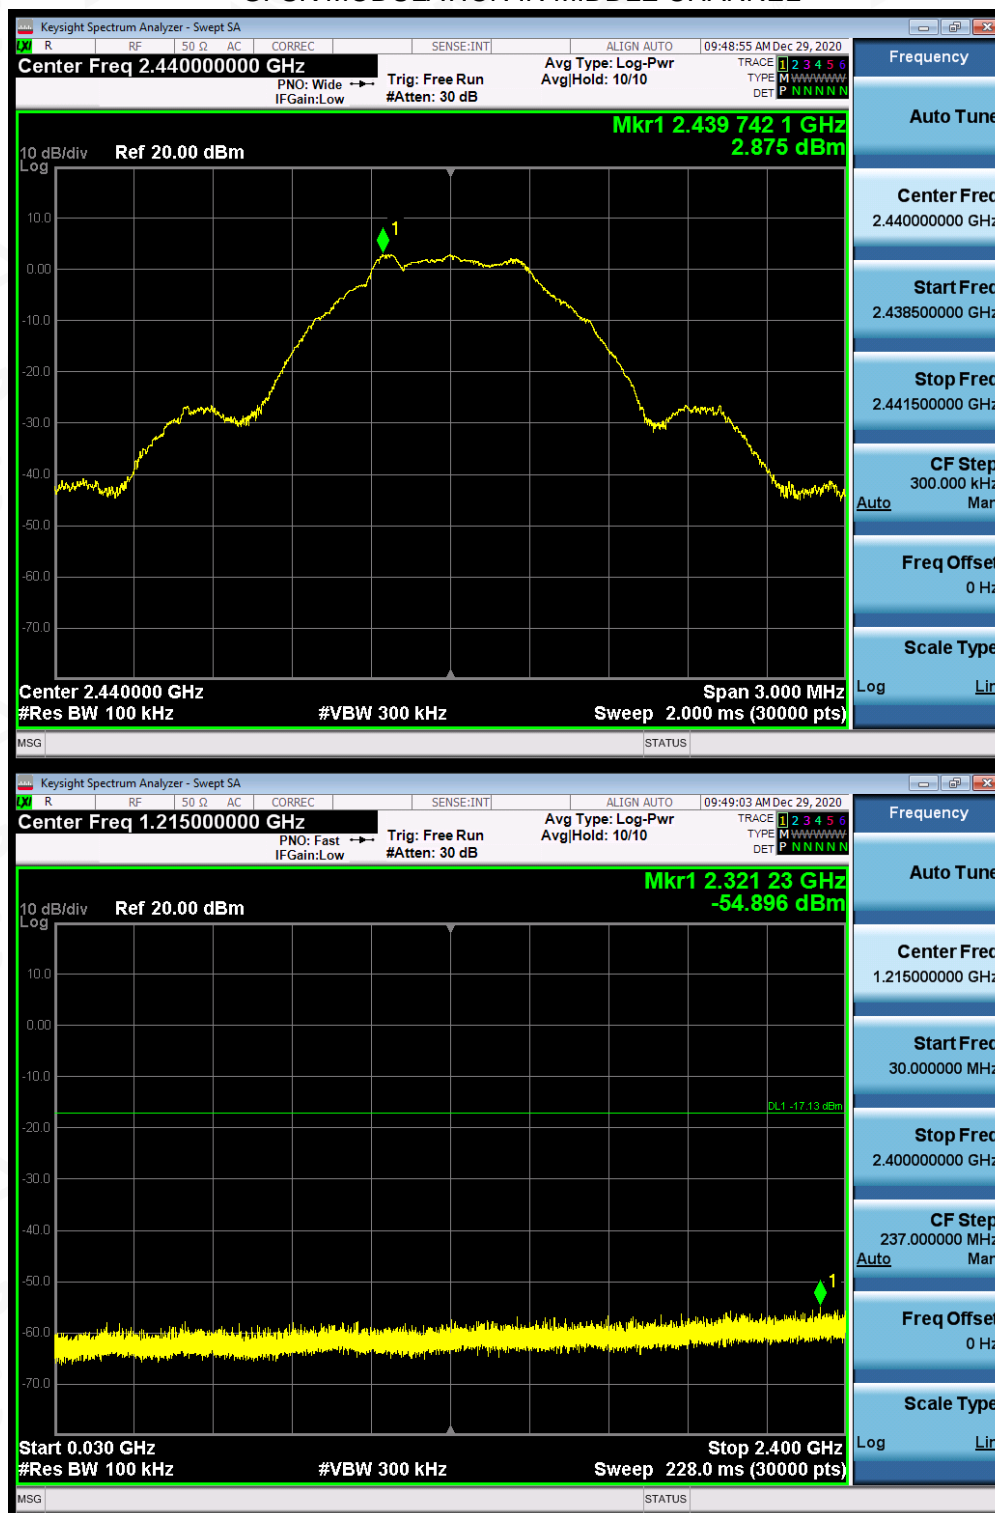 Keysight Spectrum Analyzer - Swept SA
LXI R RF 50 Ω AC CORREC SENSE:INT ALIGN AUTO 09:48:55 AM Dec 29, 2020
Center Freq 2.440000000 GHz
PNO: Wide
IFGain:Low
Trig: Free Run
#Atten: 30 dB
Avg Type: Log-Pwr
Avg|Hold: 10/10
TRACE 1 2 3 4 5 6
TYPE M WWWWW
DET P N N N N N
Mkr1 2.439 742 1 GHz
2.875 dBm
10 dB/div Ref 20.00 dBm
Log
1
10.0
0.00
-10.0
-20.0
-30.0
-40.0
-50.0
-60.0
-70.0
Center 2.440000 GHz Span 3.000 MHz
#Res BW 100 kHz #VBW 300 kHz Sweep 2.000 ms (30000 pts)
MSG STATUS
Frequency
Auto Tune
Center Freq
2.440000000 GHz
Start Freq
2.438500000 GHz
Stop Freq
2.441500000 GHz
CF Step
300.000 kHz
Auto Man
Freq Offset
0 Hz
Scale Type
Log Lin
Keysight Spectrum Analyzer - Swept SA
LXI R RF 50 Ω AC CORREC SENSE:INT ALIGN AUTO 09:49:03 AM Dec 29, 2020
Center Freq 1.215000000 GHz
PNO: Fast
IFGain:Low
Trig: Free Run
#Atten: 30 dB
Avg Type: Log-Pwr
Avg|Hold: 10/10
TRACE 1 2 3 4 5 6
TYPE M WWWWW
DET P N N N N N
Mkr1 2.321 23 GHz
-54.896 dBm
10 dB/div Ref 20.00 dBm
Log
10.0
0.00
-10.0
DL1 -17.13 dBm
-20.0
-30.0
-40.0
-50.0
1
-60.0
-70.0
Start 0.030 GHz Stop 2.400 GHz
#Res BW 100 kHz #VBW 300 kHz Sweep 228.0 ms (30000 pts)
MSG STATUS
Frequency
Auto Tune
Center Freq
1.215000000 GHz
Start Freq
30.000000 MHz
Stop Freq
2.400000000 GHz
CF Step
237.000000 MHz
Auto Man
Freq Offset
0 Hz
Scale Type
Log Lin